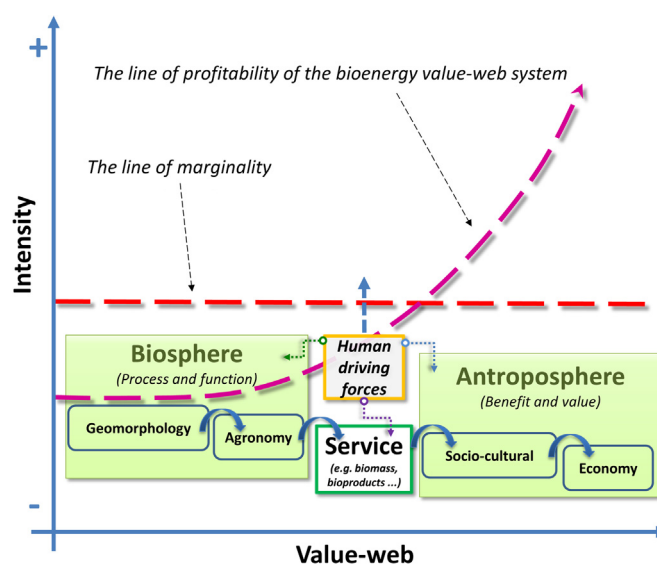 +
The line of profitability of the bioenergy value-web system
The line of marginality
Intensity
Biosphere
(Process and function)
Human
driving
forces
Antroposphere
(Benefit and value)
Geomorphology
Agronomy
Service
(e.g. biomass,
bioproducts ...)
Socio-cultural
Economy
-
Value-web